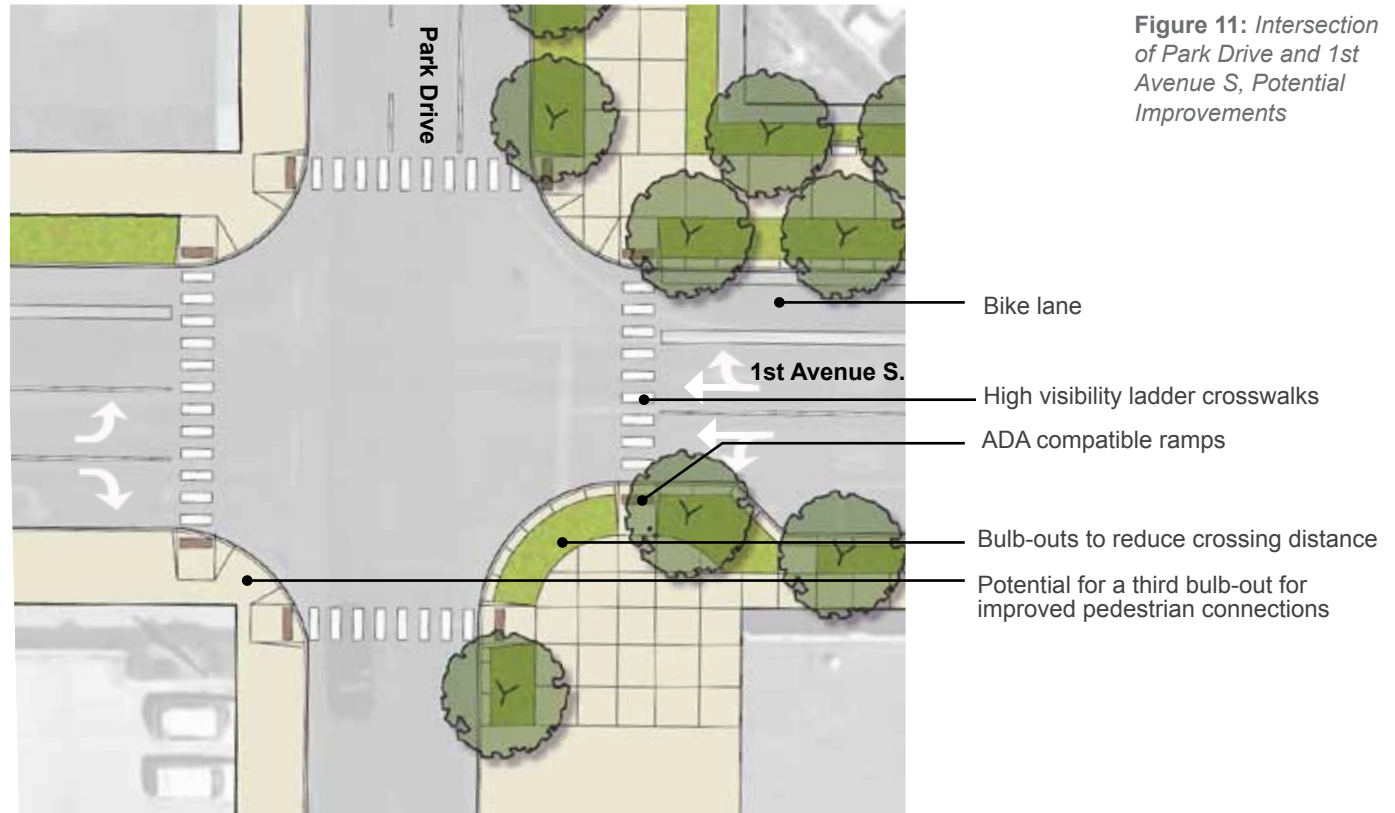 Figure 11: Intersection
of Park Drive and 1st
Avenue S, Potential
Improvements
Park Drive
Bike lane
1st Avenue S.
High visibility ladder crosswalks
ADA compatible ramps
Bulb-outs to reduce crossing distance
Potential for a third bulb-out for
improved pedestrian connections